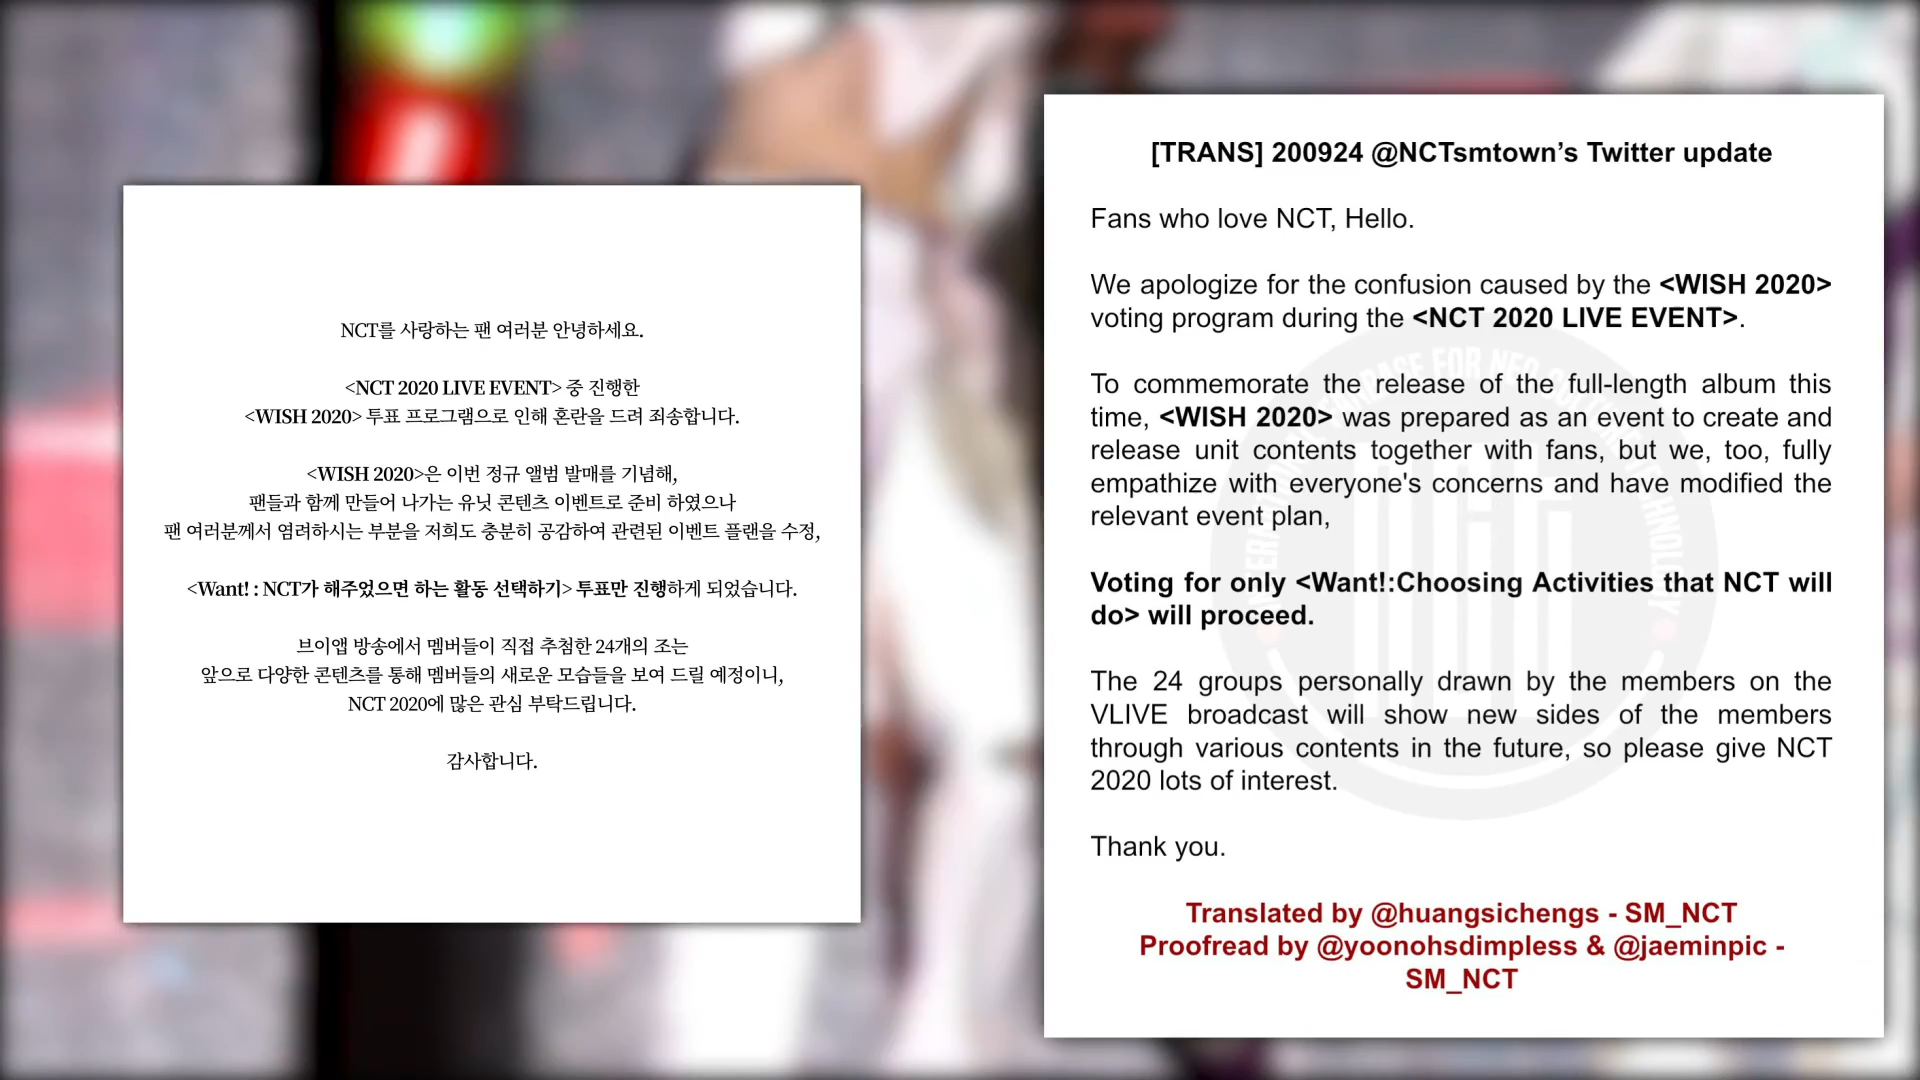 NCT를 사랑하는 팬 여러분 안녕하세요.
<NCT 2020 LIVE EVENT> 중 진행한
<WISH 2020> 투표 프로그램으로 인해 혼란을 드려 죄송합니다.
<WISH 2020>은 이번 정규 앨범 발매를 기념해,
팬들과 함께 만들어 나가는 유닛 콘텐츠 이벤트로 준비 하였으나
팬 여러분께서 염려하시는 부분을 저희도 충분히 공감하여 관련된 이벤트 플랜을 수정,
<Want! : NCT가 해주었으면 하는 활동 선택하기> 투표만 진행하게 되었습니다.
브이앱 방송에서 멤버들이 직접 추첨한 24개의 조는
앞으로 다양한 콘텐츠를 통해 멤버들의 새로운 모습들을 보여 드릴 예정이니,
NCT 2020에 많은 관심 부탁드립니다.
감사합니다.
[TRANS] 200924 @NCTsmtown’s Twitter update
Fans who love NCT, Hello.
We apologize for the confusion caused by the <WISH 2020>
voting program during the <NCT 2020 LIVE EVENT>.
To commemorate the release of the full-length album this
time, <WISH 2020> was prepared as an event to create and
release unit contents together with fans, but we, too, fully
empathize with everyone's concerns and have modified the
relevant event plan,
Voting for only <Want!:Choosing Activities that NCT will
do> will proceed.
The 24 groups personally drawn by the members on the
VLIVE broadcast will show new sides of the members
through various contents in the future, so please give NCT
2020 lots of interest.
Thank you.
Translated by @huangsichengs - SM_NCT
Proofread by @yoonohsdimpless & @jaeminpic -
SM_NCT